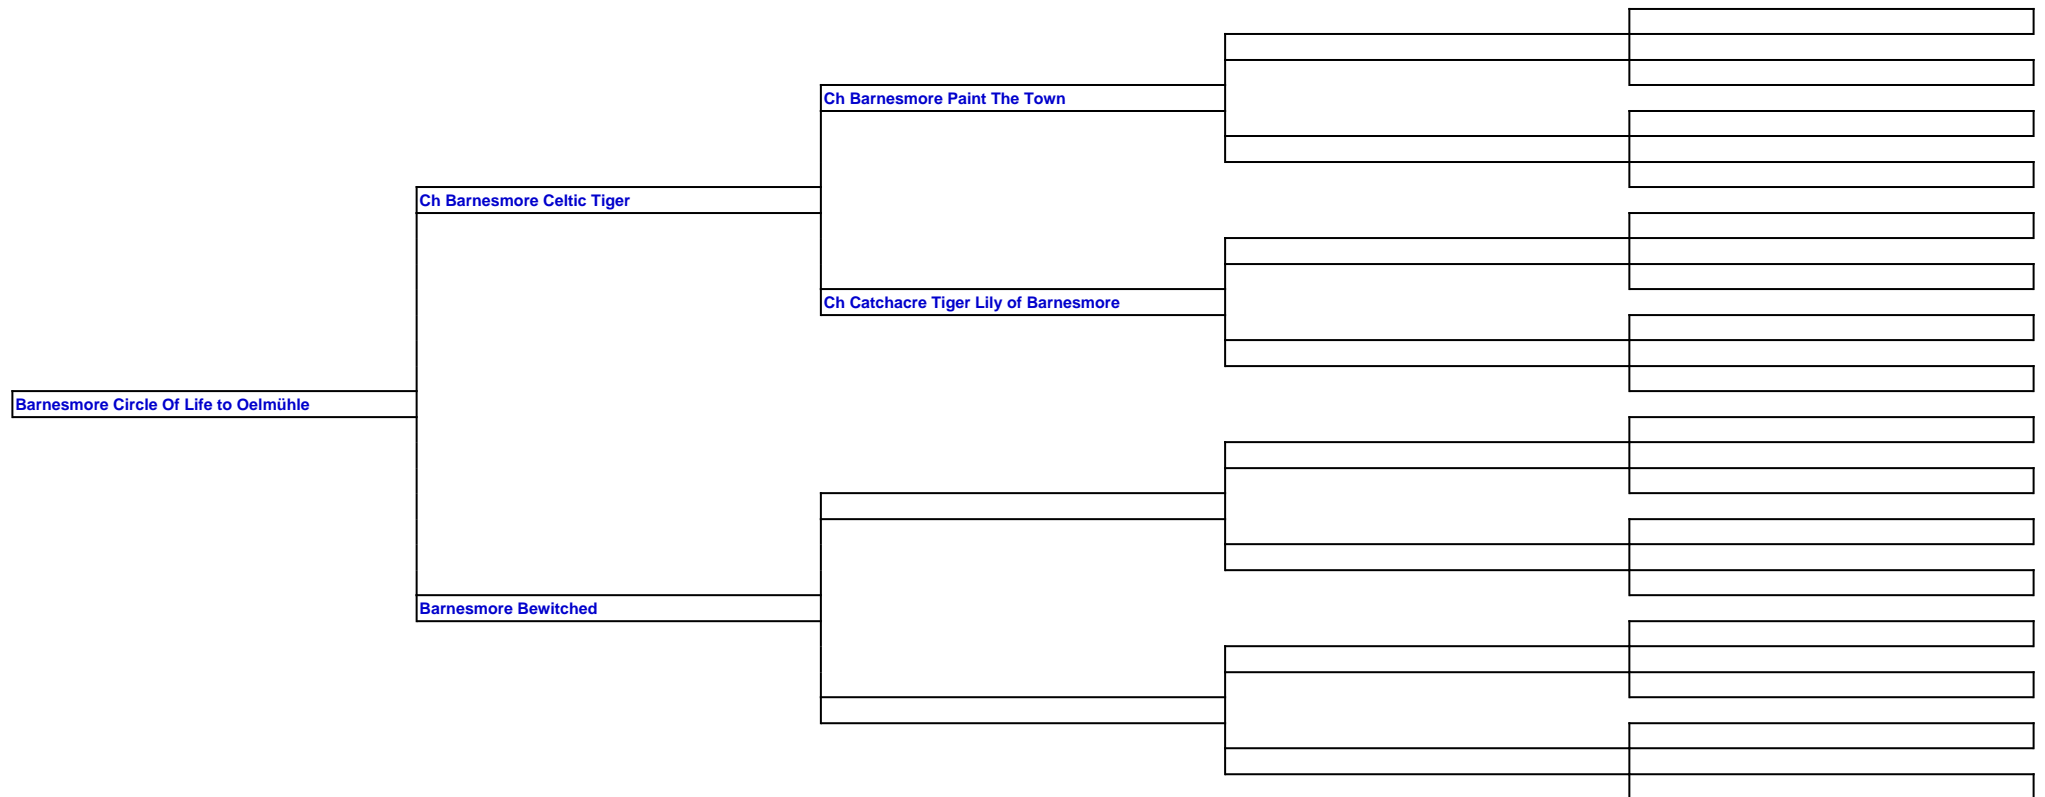 Ch Barnesmore Paint The Town
Ch Barnesmore Celtic Tiger
Ch Catchacre Tiger Lily of Barnesmore
Barnesmore Circle Of Life to Oelmühle
Barnesmore Bewitched